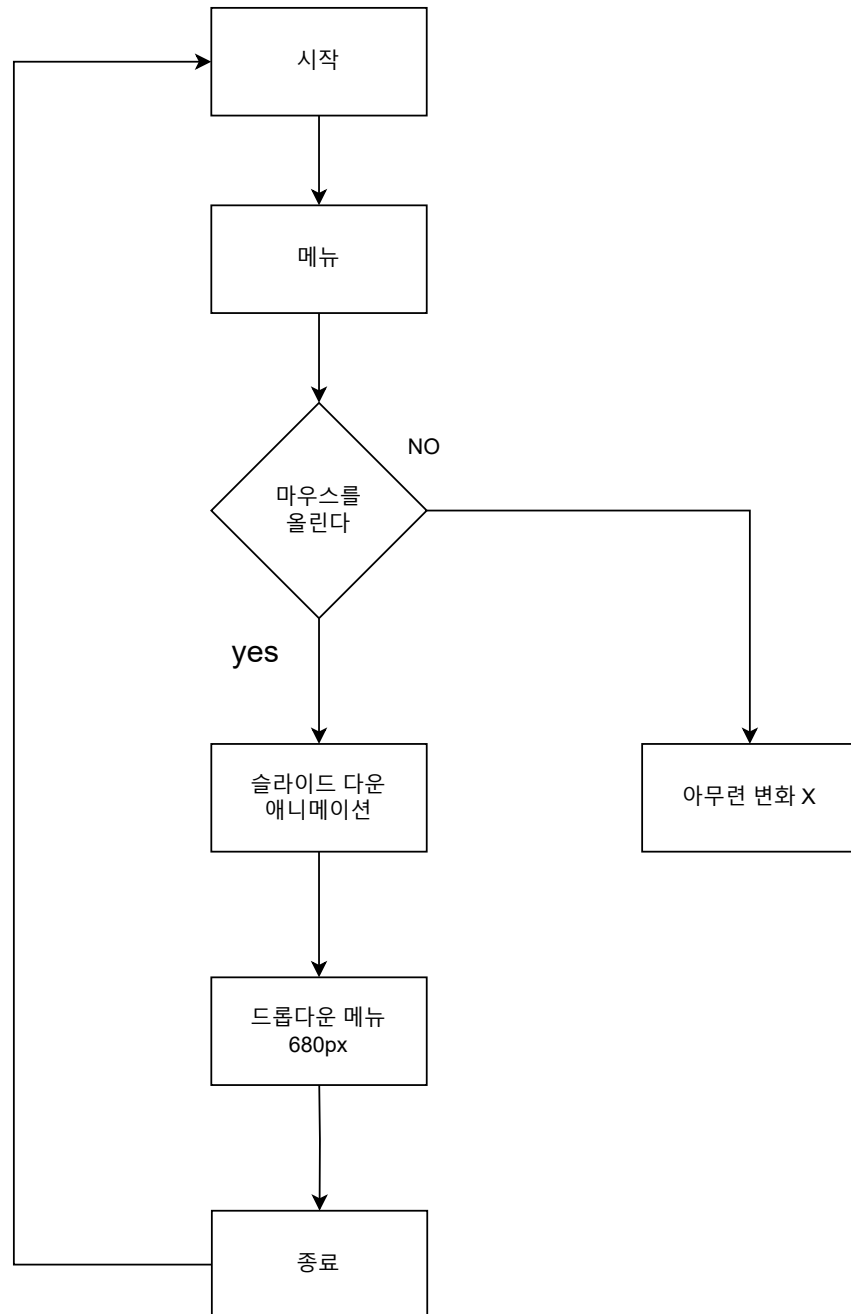 시작
메뉴
NO
마우스를
올린다
yes
슬라이드 다운
애니메이션
아무련 변화 X
드롭다운 메뉴
680px
종료